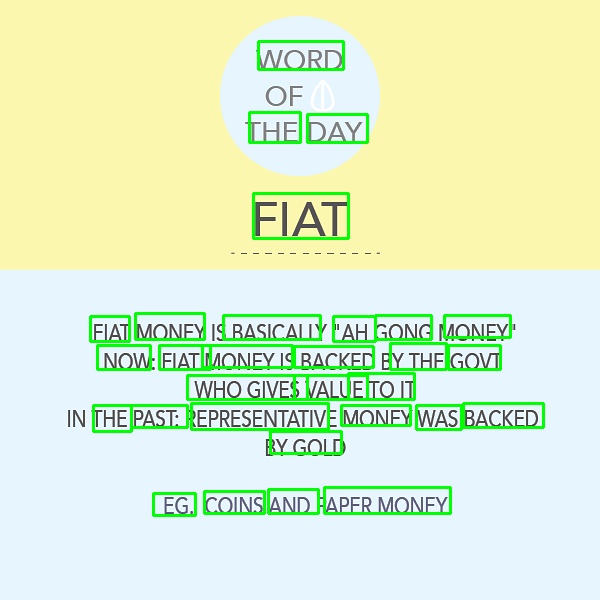 WORD
OF
THE DAY
FIAT
FIAT MONEY IS BASICALLY "AH GONG MONEY"
NOW: FIAT MONEY IS BACKED BY THE GOVT
WHO GIVES VALUE TO IT
IN THE PAST: REPRESENTATIVE MONEY WAS BACKED
BY GOLD
EG. COINS AND PAPER MONEY